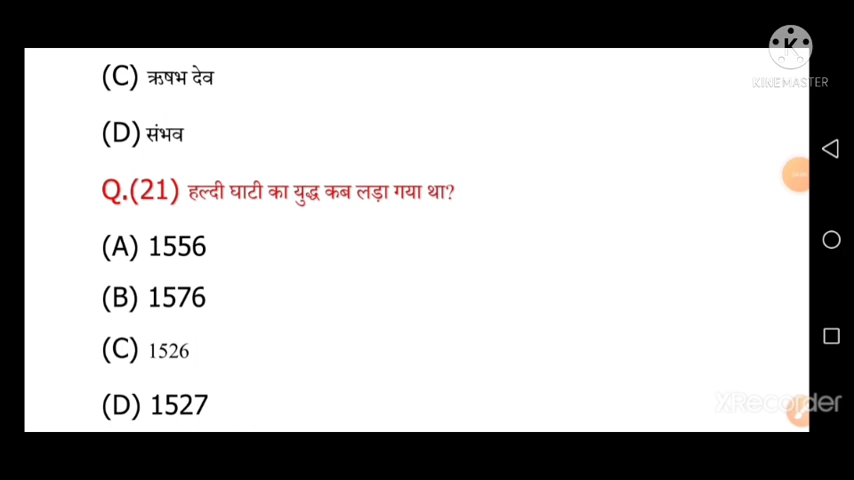 K
KINEMASTER
(C) ऋषभ देव
(D) संभव
Q.(21) हल्दी घाटी का युद्ध कब लड़ा गया था?
(A) 1556
(B) 1576
(C) 1526
(D) 1527
XRecorder